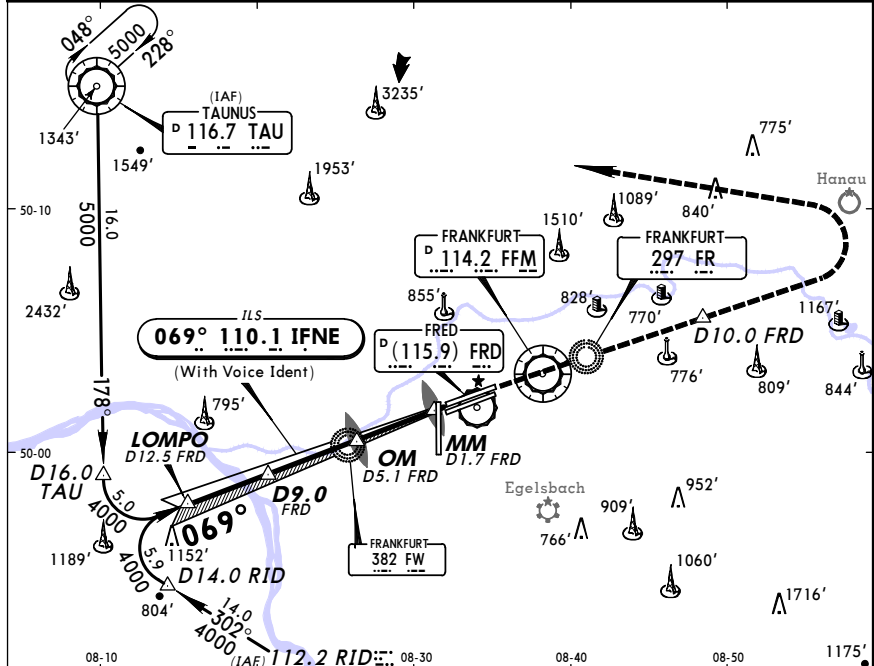 048°
5000
228°
(IAF)
TAUNUS
D 116.7 TAU
1343'
1549'
3235'
1953'
775'
Hanau
840'
1089'
1510'
50-10
16.0
5000
FRANKFURT
D 114.2 FFM
FRANKFURT
297 FR
2432'
855'
828'
770'
1167'
ILS
069° 110.1 IFNE
(With Voice Ident)
FRED
D (115.9) FRD
D10.0 FRD
776'
809'
844'
178°
795'
LOMPO
D12.5 FRD
50-00
MM
D1.7 FRD
OM
D5.1 FRD
D16.0
TAU
D9.0
FRD
5.0
4000
069°
Egelsbach
952'
909'
766'
FRANKFURT
382 FW
1189'
1152'
5.9
4000
D14.0 RID
1060'
804'
1716'
14.0
302°
4000
(IAF) 112.2 RID
1175'
08-10
08-30
08-40
08-50